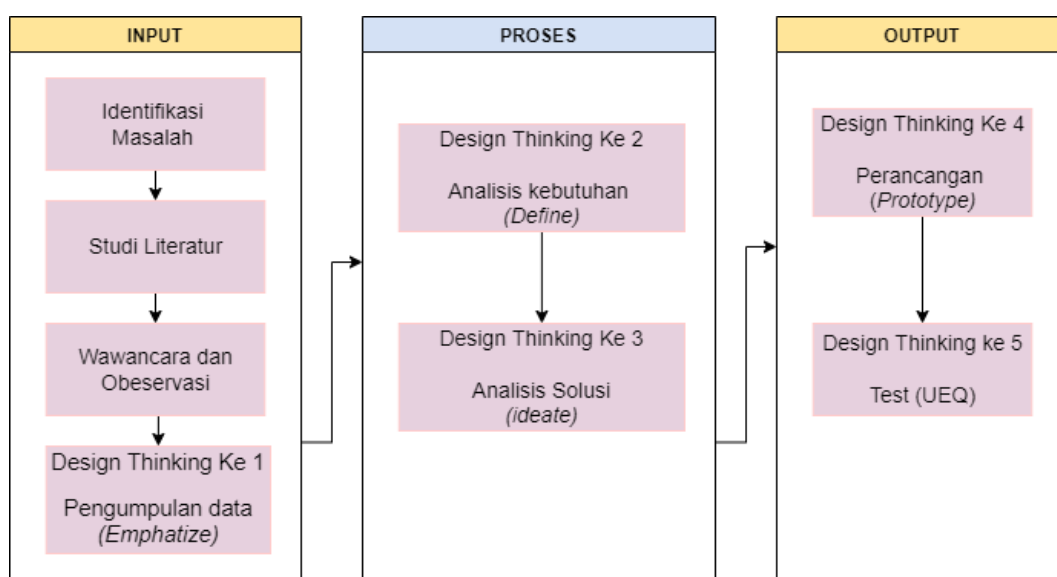 INPUT
Identifikasi
Masalah
Studi Literatur
Wawancara dan
Obeservasi
Design Thinking Ke 1
Pengumpulan data
(Emphatize)
PROSES
Design Thinking Ke 2
Analisis kebutuhan
(Define)
Design Thinking Ke 3
Analisis Solusi
(ideate)
OUTPUT
Design Thinking Ke 4
Perancangan
(Prototype)
Design Thinking ke 5
Test (UEQ)